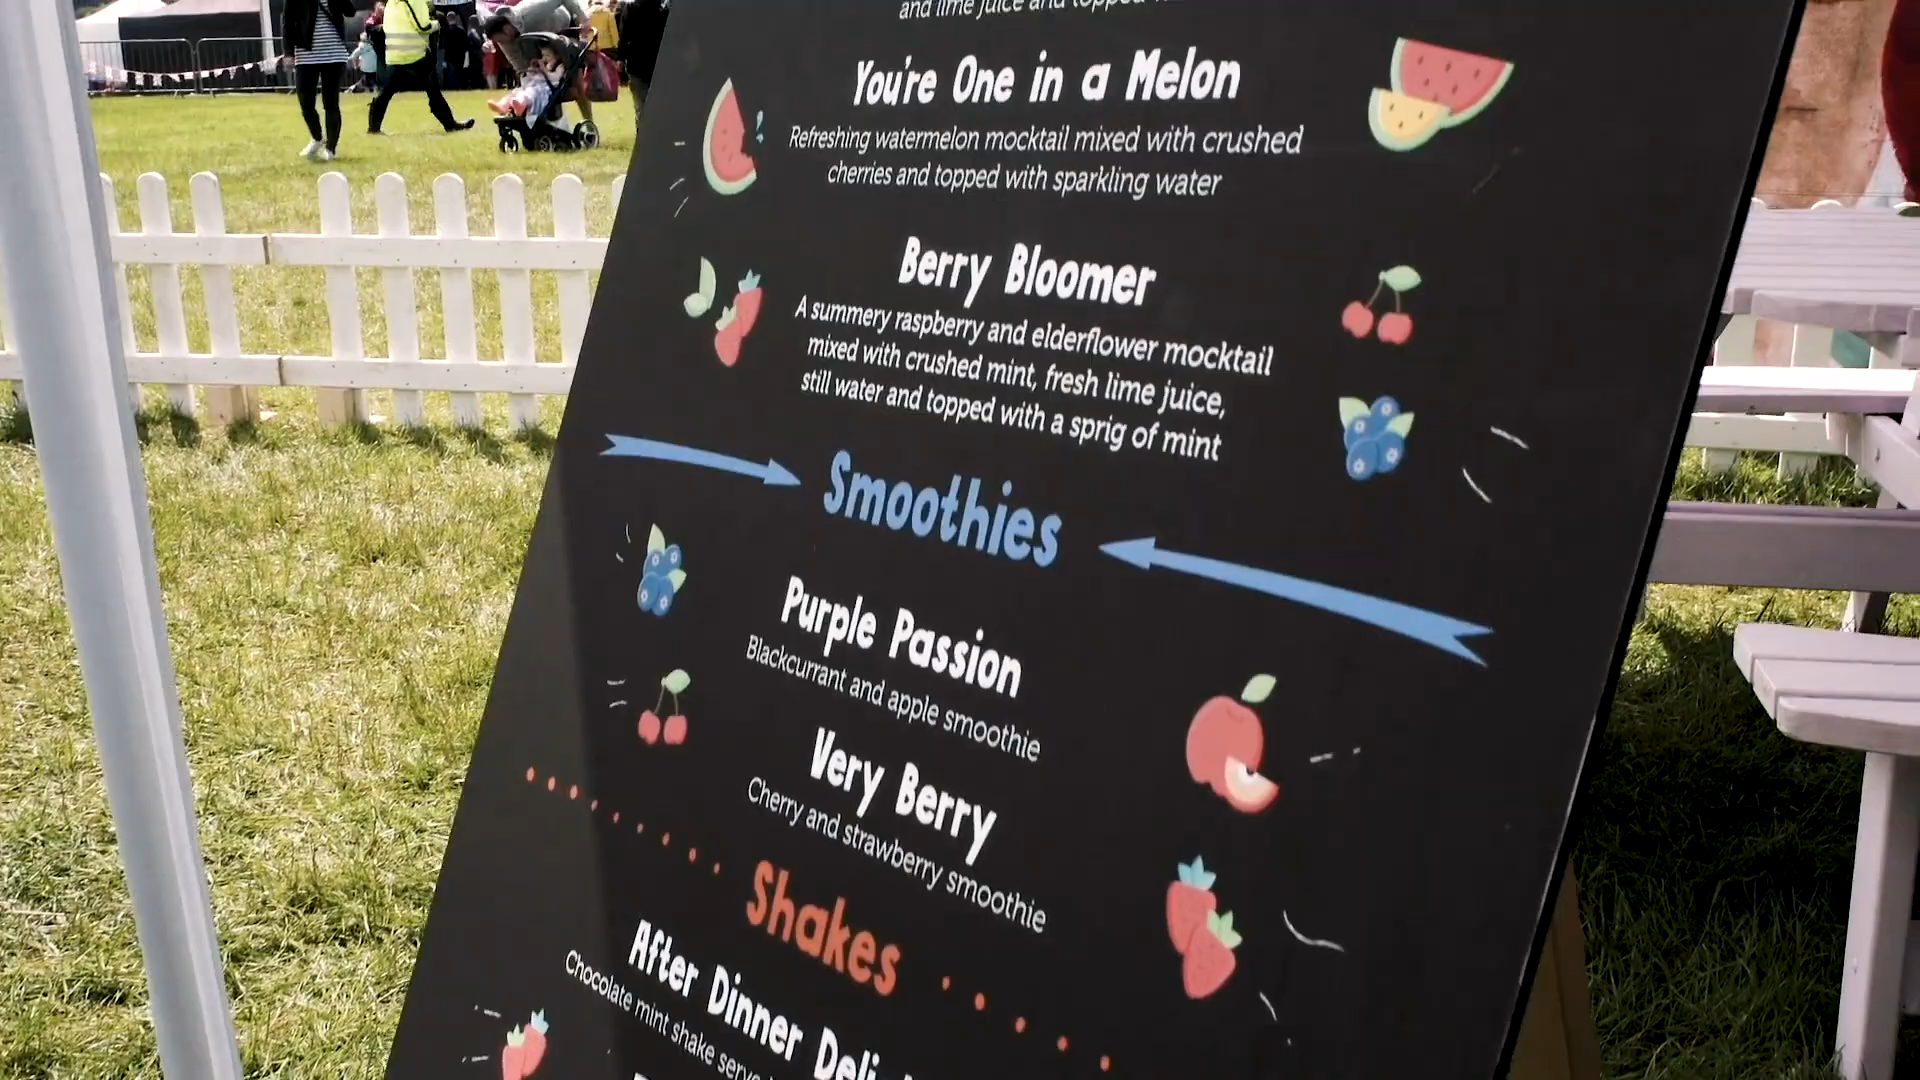 and lime juice and topped
You're One in a Melon
Refreshing watermelon mocktail mixed with crushed
cherries and topped with sparkling water
Berry Bloomer
A summery raspberry and elderflower mocktail
mixed with crushed mint, fresh lime juice,
still water and topped with a sprig of mint
Smoothies
Purple Passion
Blackcurrant and apple smoothie
Very Berry
Cherry and strawberry smoothie
Shakes
After Dinner
Chocolate mint shake